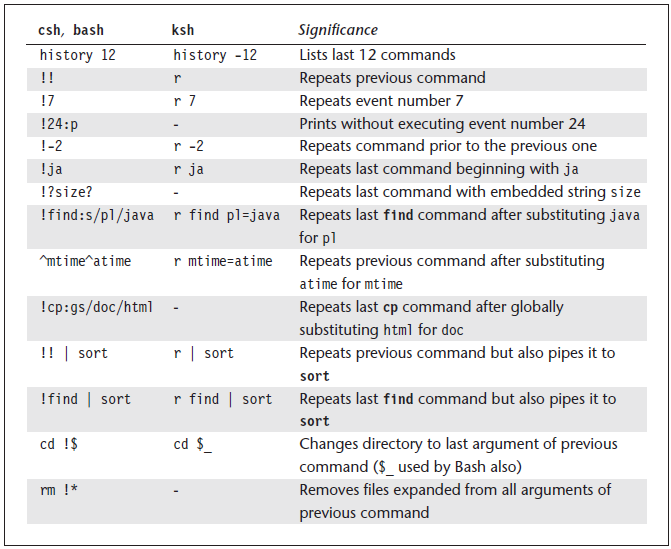 csh, bash ksh Significance
history 12 history -12 Lists last 12 commands
!! r Repeats previous command
!7 r 7 Repeats event number 7
!24:p - Prints without executing event number 24
!-2 r -2 Repeats command prior to the previous one
!ja r ja Repeats last command beginning with ja
!?size? - Repeats last command with embedded string size
!find:s/pl/java r find pl=java Repeats last find command after substituting java
for pl
^mtime^atime r mtime=atime Repeats previous command after substituting
atime for mtime
!cp:gs/doc/html - Repeats last cp command after globally
substituting html for doc
!! | sort r | sort Repeats previous command but also pipes it to
sort
!find | sort r find | sort Repeats last find command but also pipes it to
sort
cd !$ cd $_ Changes directory to last argument of previous
command ($_ used by Bash also)
rm !* - Removes files expanded from all arguments of
previous command